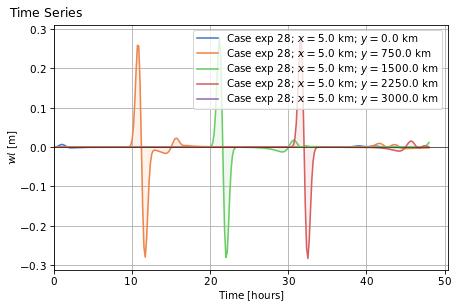 Time Series
0.3
0.2
0.1
0.0
−0.1
−0.2
−0.3
wl [m]
Case exp 28; x = 5.0 km; y = 0.0 km
Case exp 28; x = 5.0 km; y = 750.0 km
Case exp 28; x = 5.0 km; y = 1500.0 km
Case exp 28; x = 5.0 km; y = 2250.0 km
Case exp 28; x = 5.0 km; y = 3000.0 km
0 10 20 30 40 50
Time [hours]